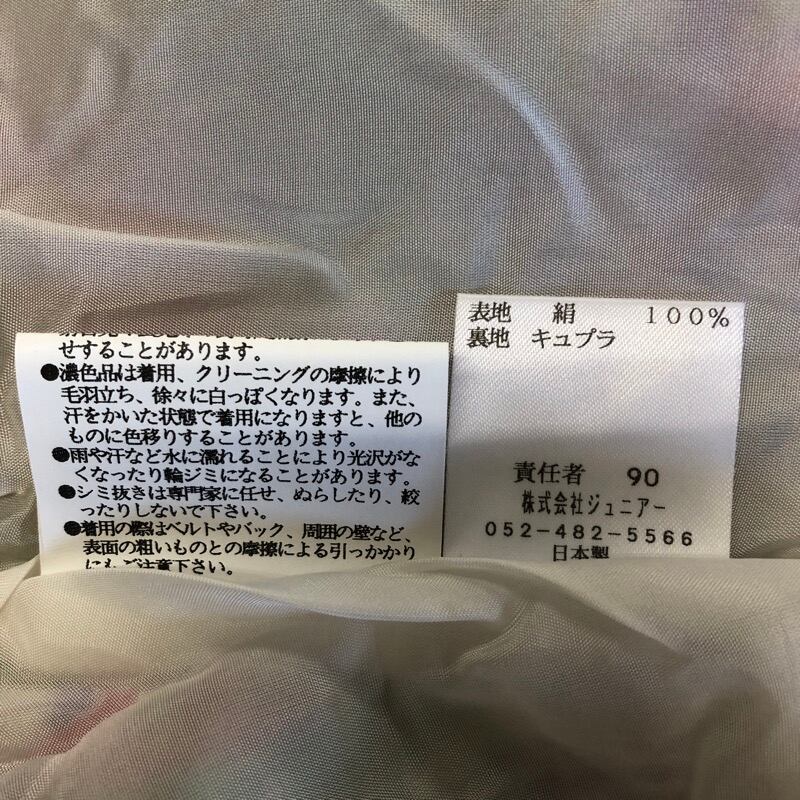 せすることがあります。
●濃色品は着用、クリーニングの摩擦により
毛羽立ち、徐々に白っぽくなります。また、
汗をかいた状態で着用になりますと、他の
ものに色移りすることがあります。
●雨や汗など水に濡れることにより光沢がな
くなったり輪ジミになることがあります。
●シミ抜きは専門家に任せ、ぬらしたり、絞
ったりしないで下さい。
●着用の際はベルトやバック、周囲の壁など、
表面の粗いものとの摩擦による引っかかり
にもご注意下さい。
表地 絹 100%
裏地 キュプラ
責任者 90
株式会社ジュニアー
052-482-5566
日本製